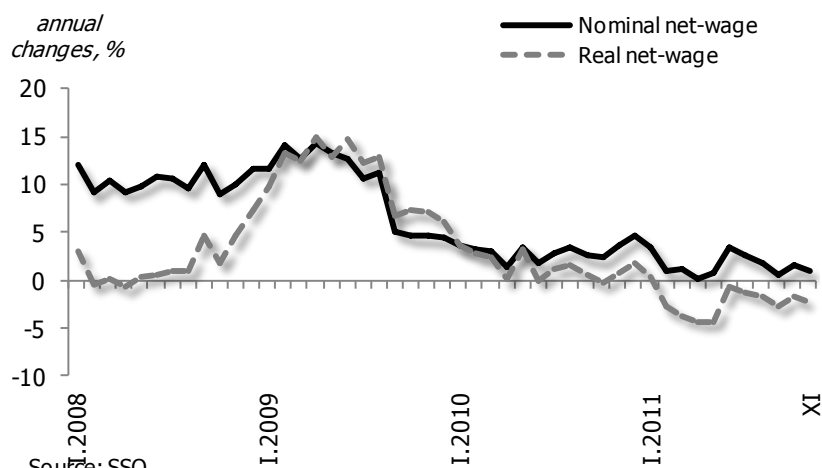 annual
changes, %
Nominal net-wage
Real net-wage
20
15
10
5
0
-5
-10
I.2008
I.2009
I.2010
I.2011
XI
Source: SSO